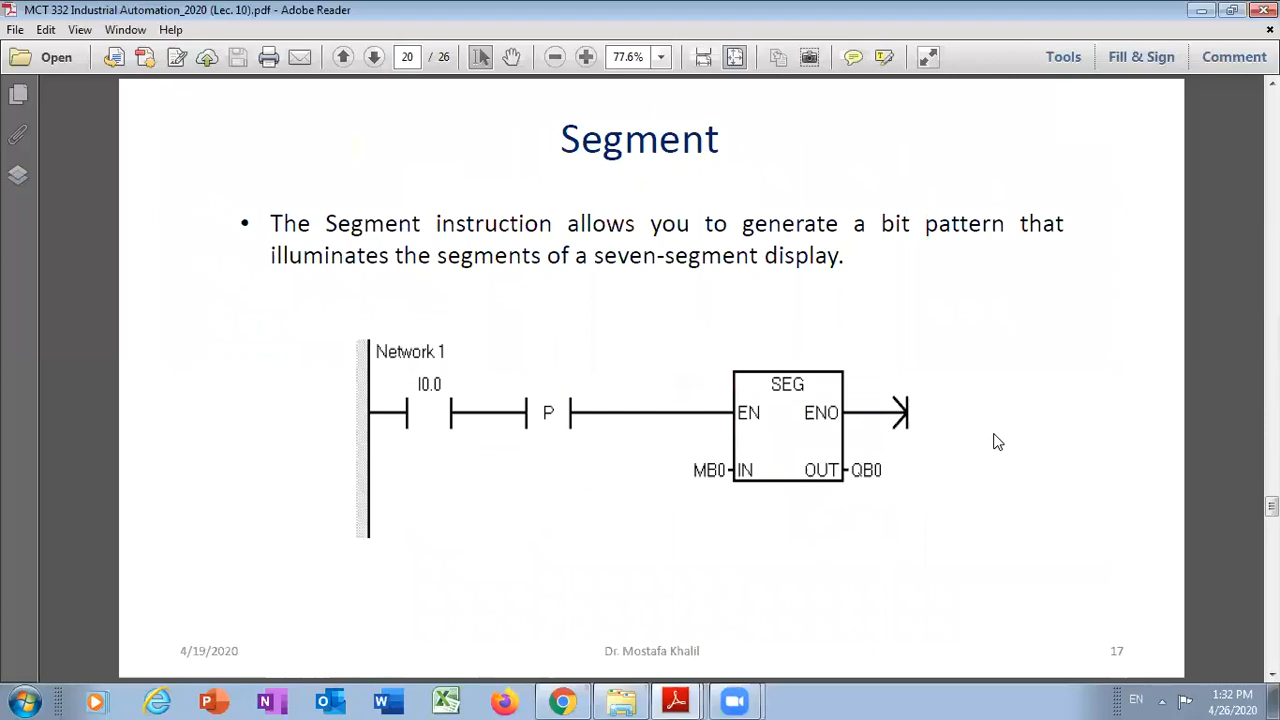 MCT 332 Industrial Automation_2020 (Lec. 10).pdf - Adobe Reader
File Edit View Window Help
Open 20 / 26 77.6% Tools Fill & Sign Comment
Segment
• The Segment instruction allows you to generate a bit pattern that
illuminates the segments of a seven-segment display.
Network 1
I0.0
SEG
P EN ENO
MB0 IN OUT QB0
4/19/2020 Dr. Mostafa Khalil 17
EN 1:32 PM
4/26/2020